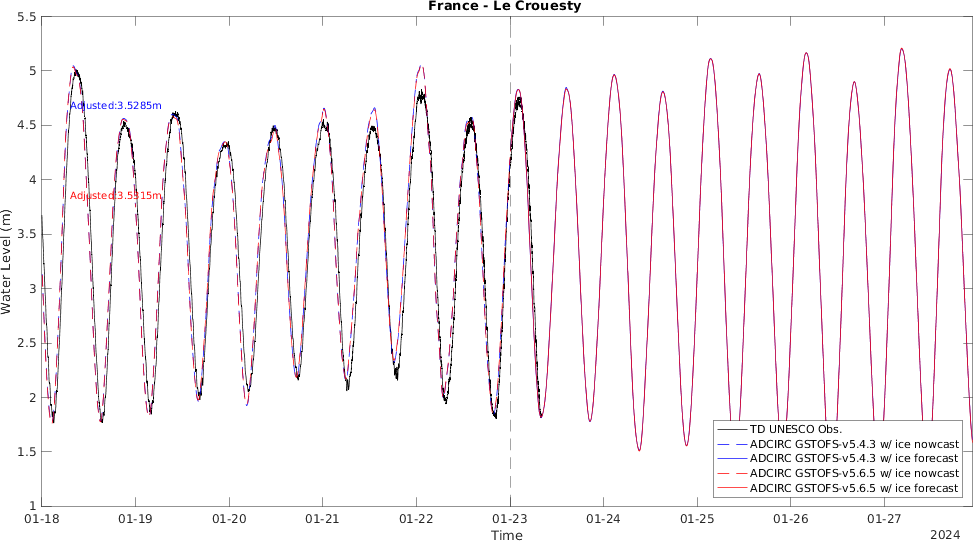 France - Le Crouesty
5.5
5
4.5
4
3.5
3
2.5
2
1.5
1
Water Level (m)
Adjusted:3.5285m
Adjusted:3.5515m
TD UNESCO Obs.
ADCIRC GSTOFS-v5.4.3 w/ ice nowcast
ADCIRC GSTOFS-v5.4.3 w/ ice forecast
ADCIRC GSTOFS-v5.6.5 w/ ice nowcast
ADCIRC GSTOFS-v5.6.5 w/ ice forecast
01-18 01-19 01-20 01-21 01-22 01-23 01-24 01-25 01-26 01-27
Time
2024